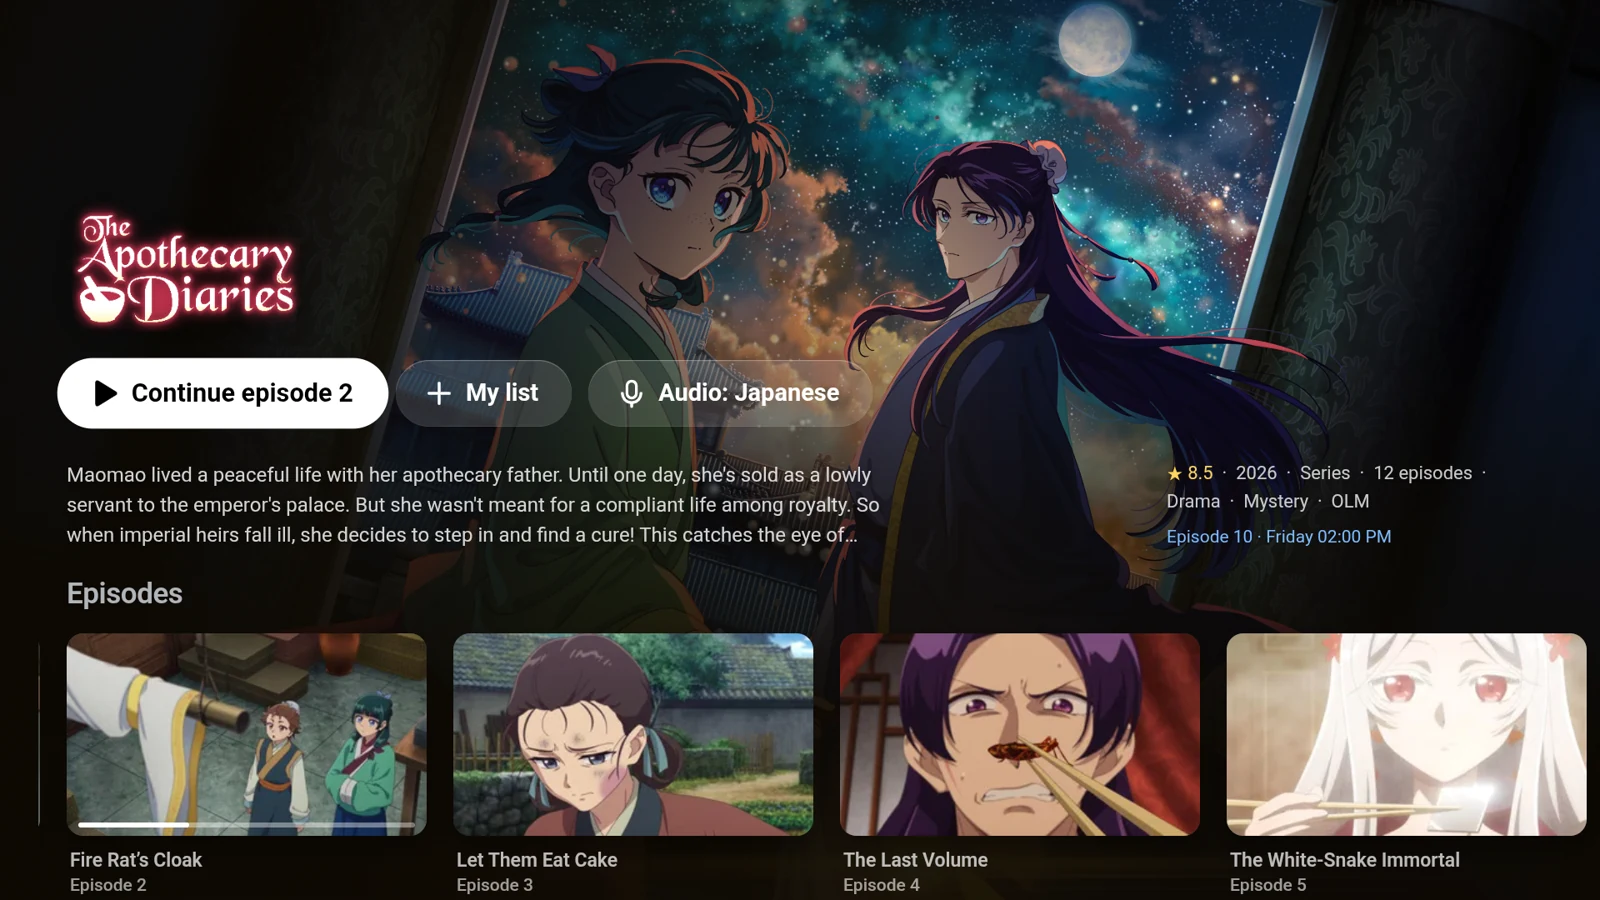 The
Apothecary
Diaries
Continue episode 2
My list
Audio: Japanese
Maomao lived a peaceful life with her apothecary father. Until one day, she's sold as a lowly
servant to the emperor's palace. But she wasn't meant for a compliant life among royalty. So
when imperial heirs fall ill, she decides to step in and find a cure! This catches the eye of…
★ 8.5 · 2026 · Series · 12 episodes ·
Drama · Mystery · OLM
Episode 10 · Friday 02:00 PM
Episodes
Fire Rat’s Cloak
Episode 2
Let Them Eat Cake
Episode 3
The Last Volume
Episode 4
The White-Snake Immortal
Episode 5